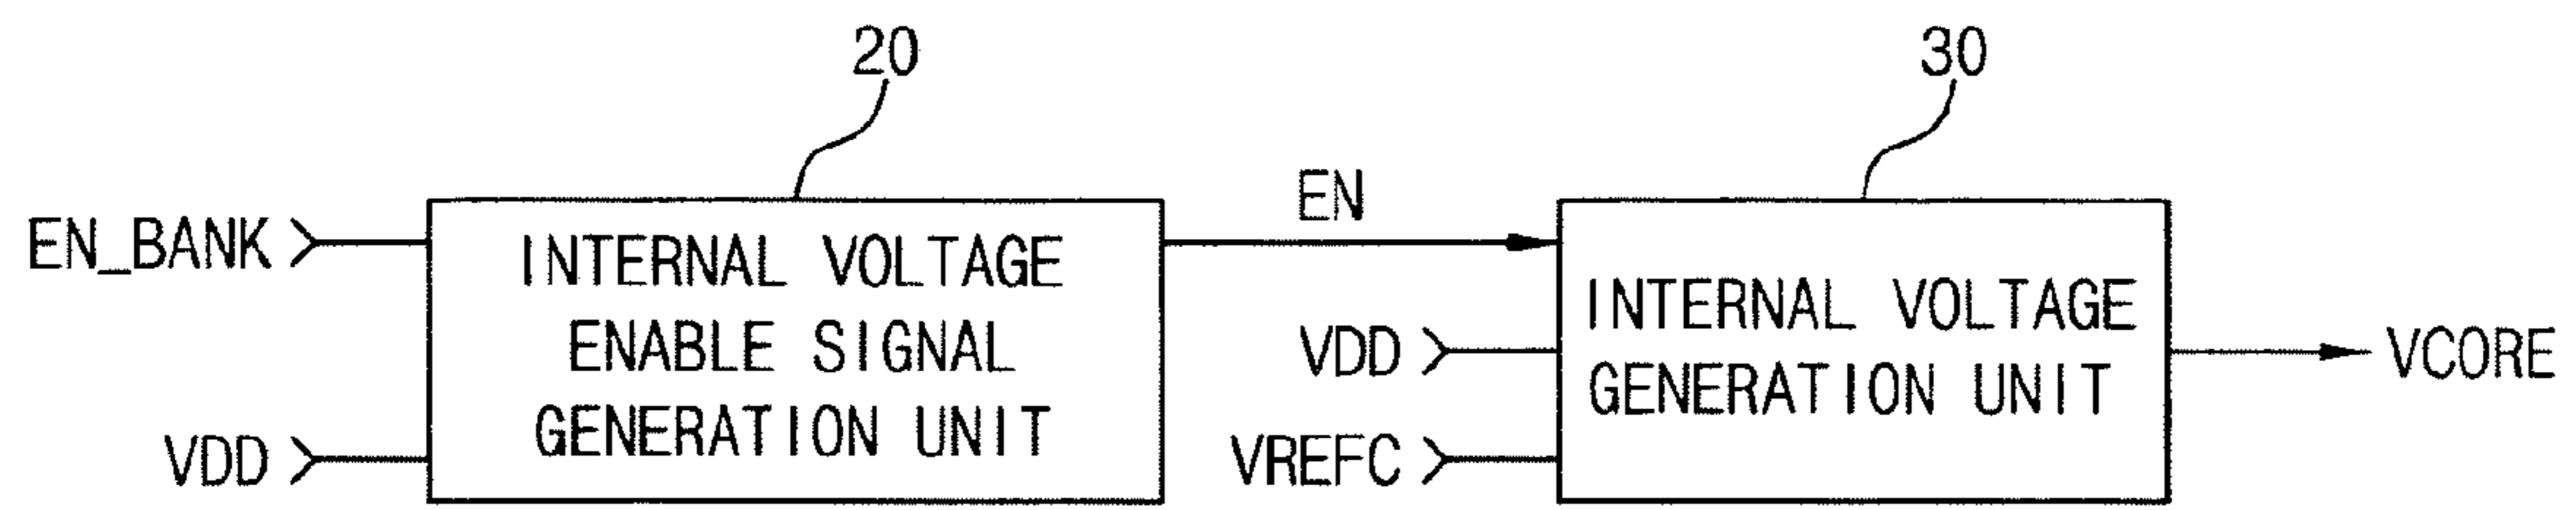 20
30
EN_BANK
VDD
INTERNAL VOLTAGE
ENABLE SIGNAL
GENERATION UNIT
EN
VDD
VREFC
INTERNAL VOLTAGE
GENERATION UNIT
VCORE